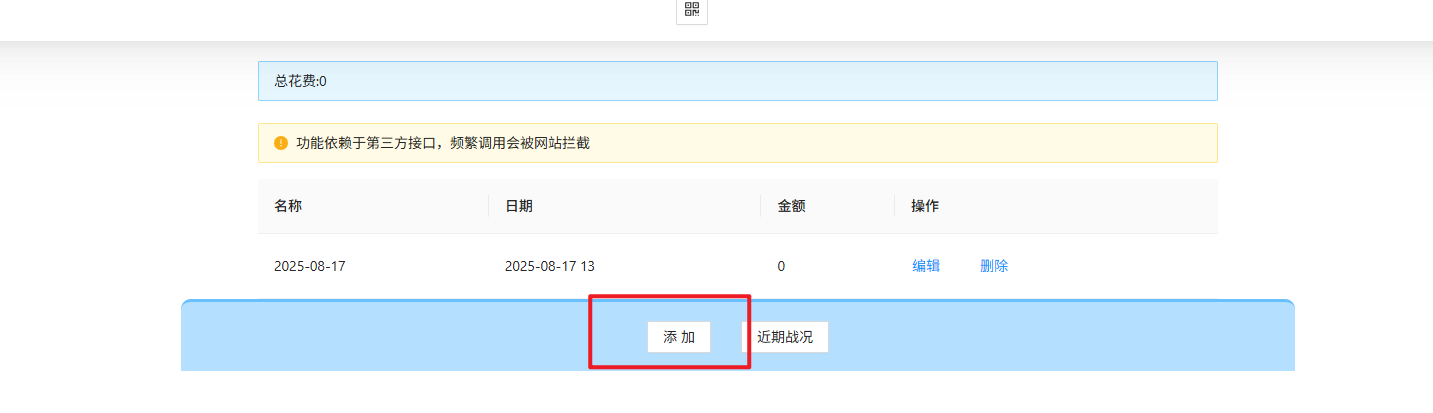 总花费:0
功能依赖于第三方接口，频繁调用会被网站拦截
名称 日期 金额 操作
2025-08-17 2025-08-17 13 0 编辑 删除
添 加 近期战况